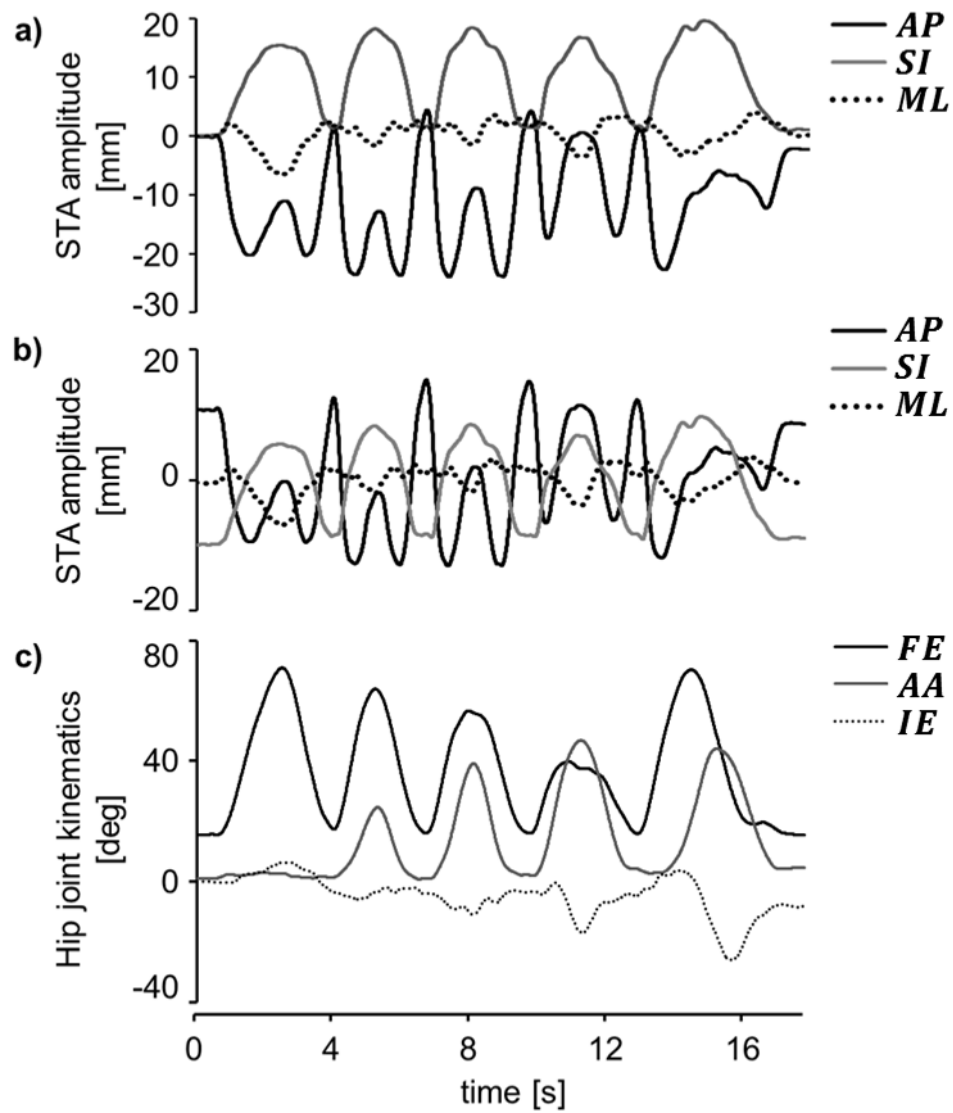 a)
STA amplitude
[mm]
20
10
0
-10
-20
-30
AP
SI
ML
b)
STA amplitude
[mm]
20
0
-20
AP
SI
ML
c)
Hip joint kinematics
[deg]
80
40
0
-40
FE
AA
IE
0 4 8 12 16
time [s]